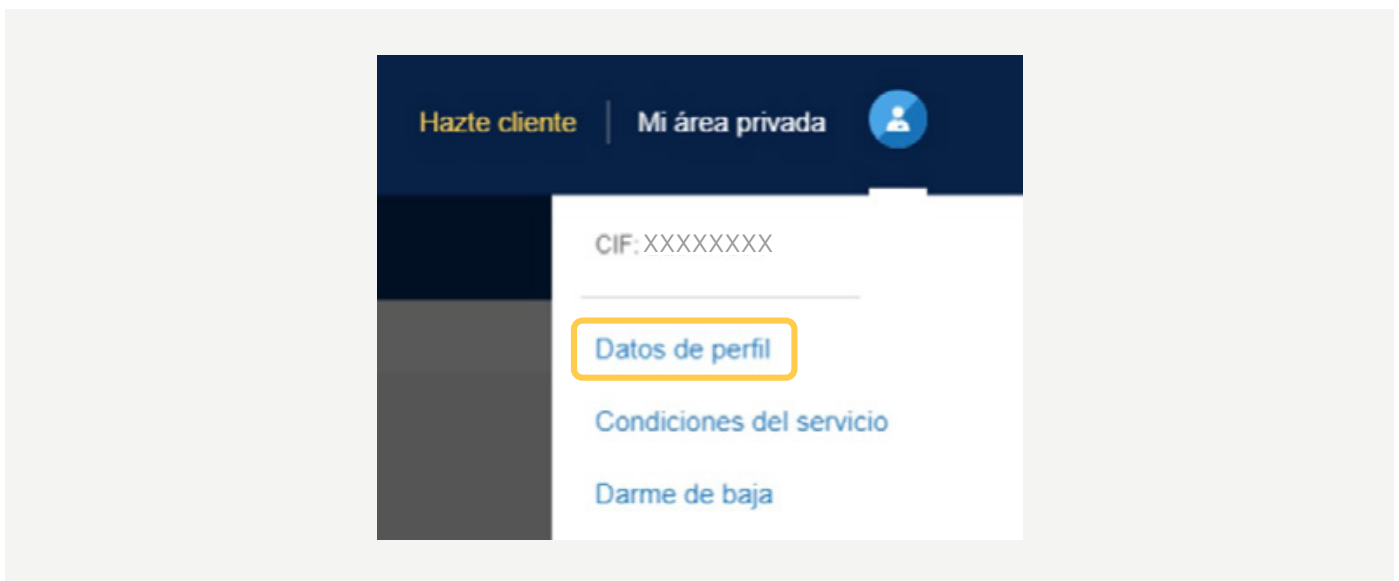 Hazte cliente | Mi área privada
CIF: XXXXXXXX
Datos de perfil
Condiciones del servicio
Darme de baja